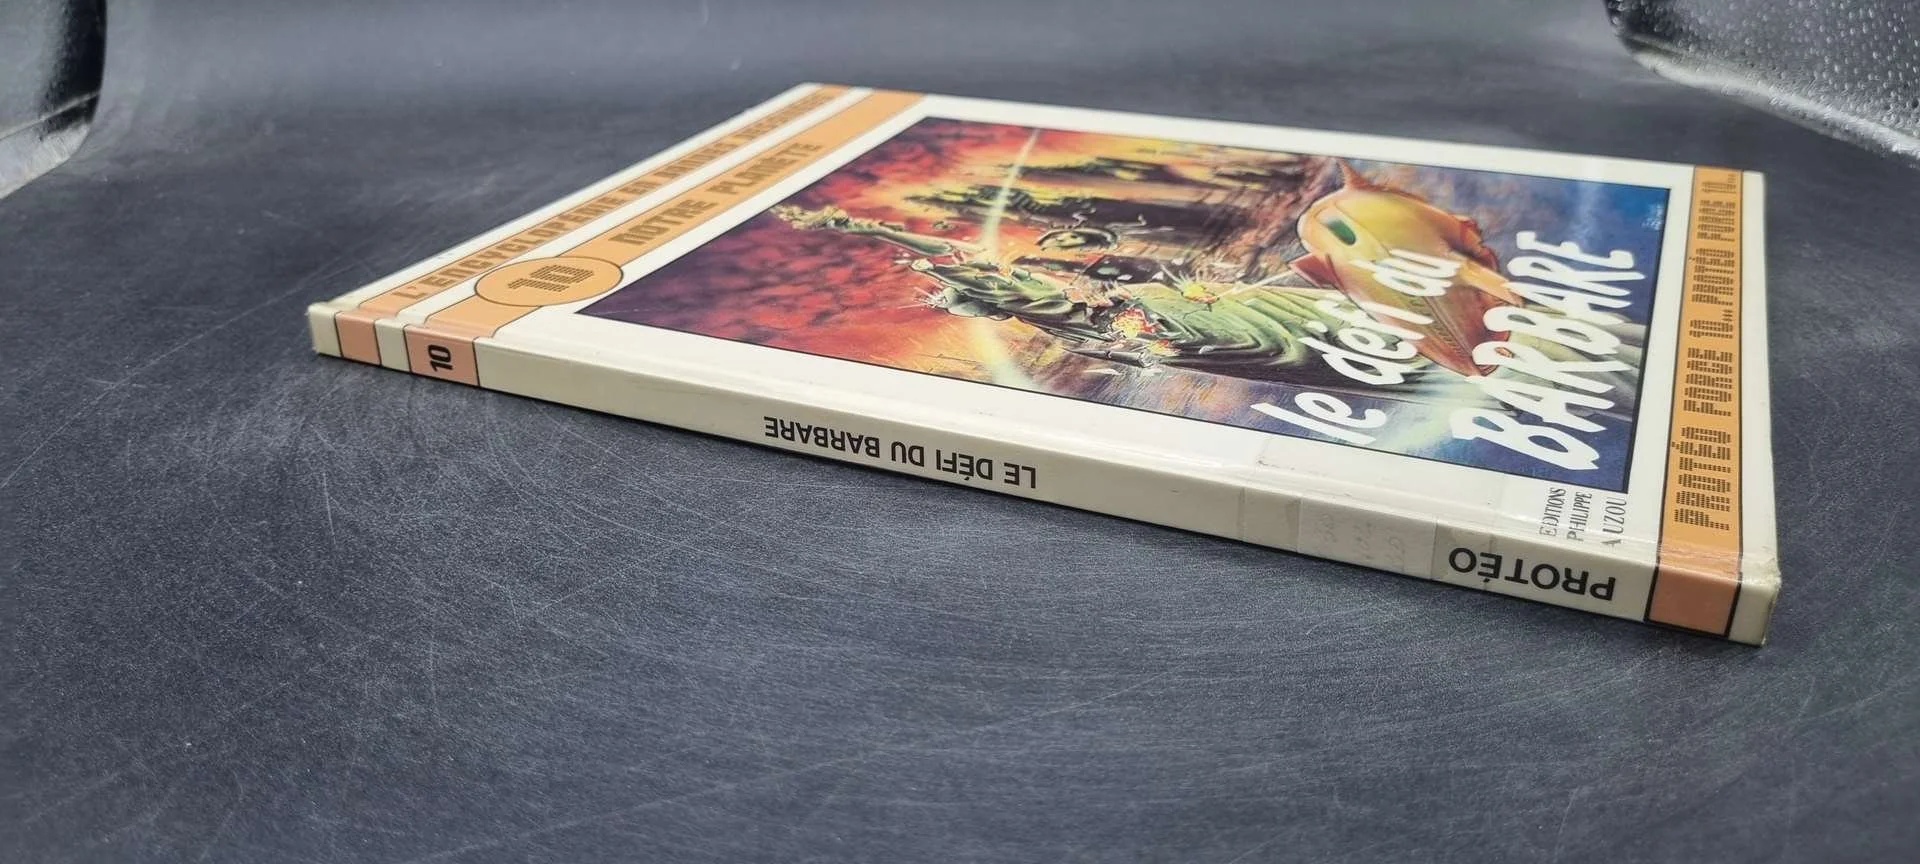 L'ENCYCLOPÉDIE EN BANDES DESSINÉES
10 NOTRE PLANÈTE
le défi du
BARBARE
EDITIONS
PHILIPPE
AUZOU
PROTÉO FORCE 10...PROTÉO FORCE 10...
10
LE DÉFI DU BARBARE
PROTÉO